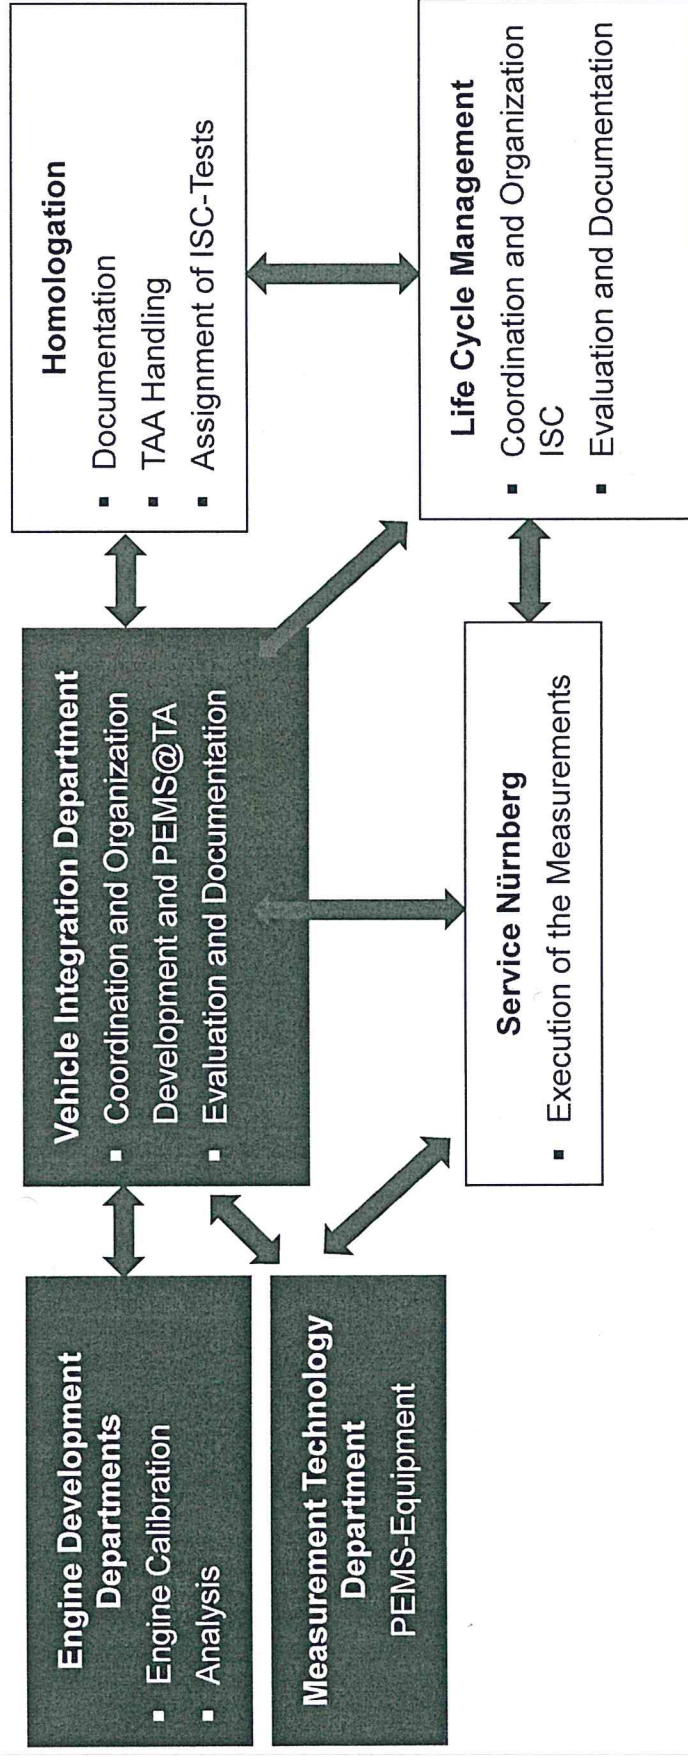 Engine Development
Departments
▪ Engine Calibration
▪ Analysis
Measurement Technology
Department
PEMS-Equipment
Vehicle Integration Department
▪ Coordination and Organization
Development and PEMS@TA
▪ Evaluation and Documentation
Service Nürnberg
▪ Execution of the Measurements
Homologation
▪ Documentation
▪ TAA Handling
▪ Assignment of ISC-Tests
Life Cycle Management
▪ Coordination and Organization
ISC
▪ Evaluation and Documentation